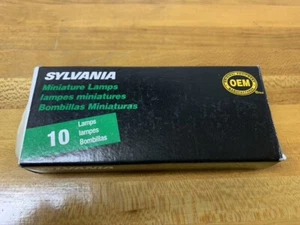 SYLVANIA
Miniature Lamps
lampes miniatures
Bombillas Miniaturas
OEM
10
Lamps
lampes
Bombillas